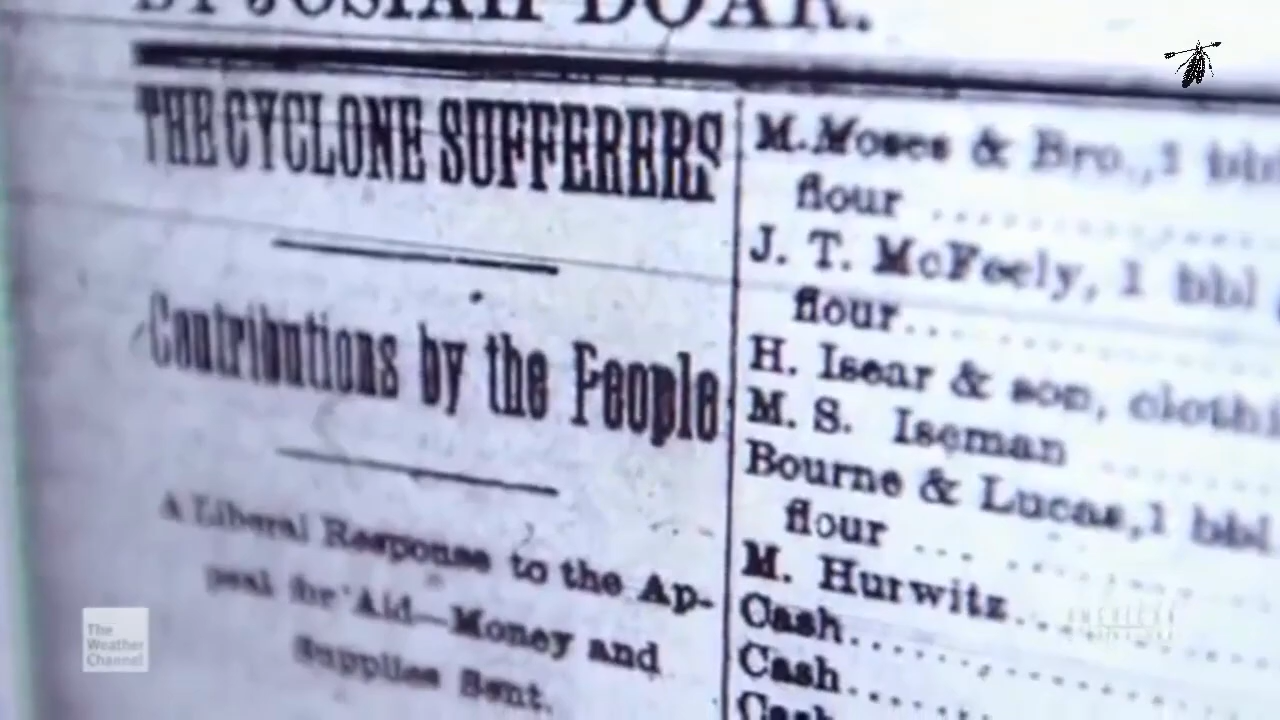 BY JOSIAH DOAR.
THE CYCLONE SUFFERERS
Contributions by the People
A Liberal Response to the Ap-
peal for Aid—Money and
Supplies Sent.
M. Moses & Bro., 1 bbl
flour
J. T. McFeely, 1 bbl
flour
H. Isear & son,
M. S. Iseman
Bourne & Lucas, 1 bbl
flour
M. Hurwitz
Cash
Cash
Cash
The
Weather
Channel